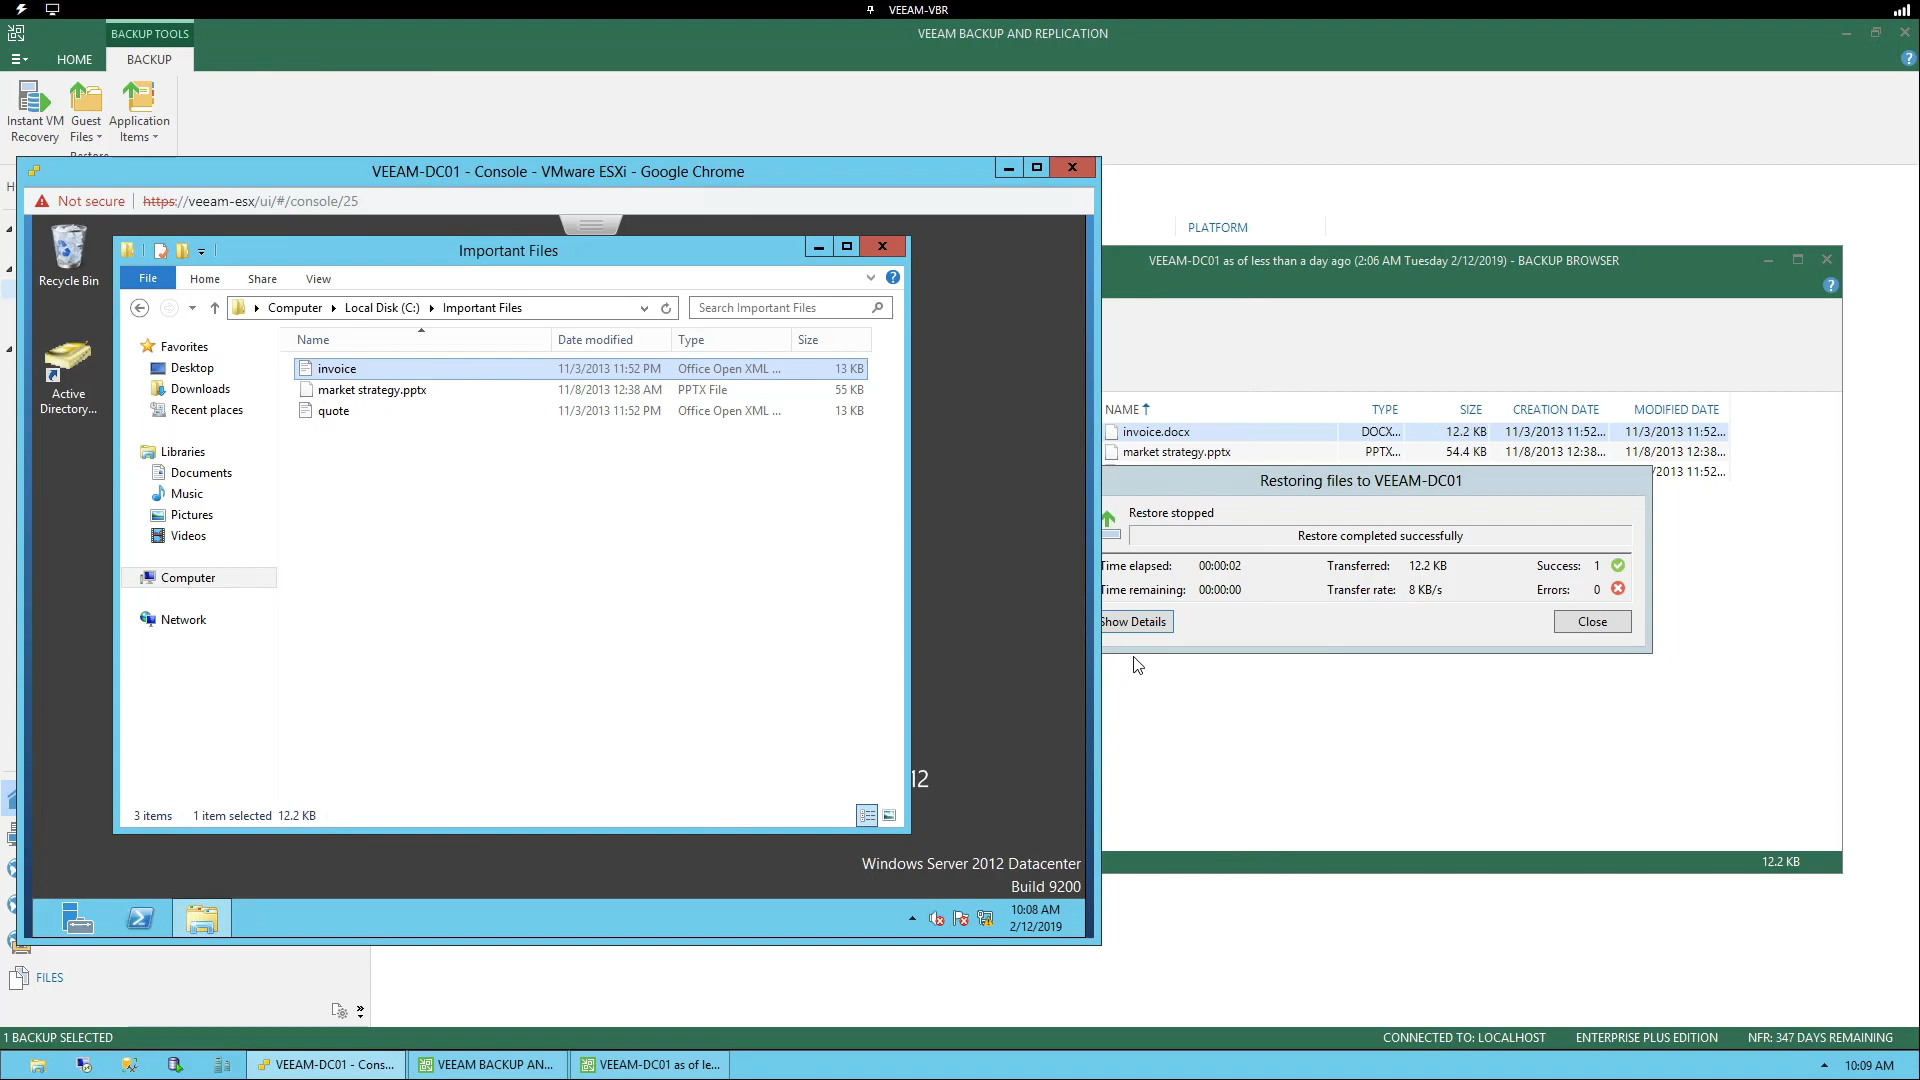 VEEAM-VBR
BACKUP TOOLS
VEEAM BACKUP AND REPLICATION
HOME
BACKUP
Instant VM
Recovery
Guest
Files
Application
Items
Restore
VEEAM-DC01 - Console - VMware ESXi - Google Chrome
Not secure
https://veeam-esx/ui/#/console/25
PLATFORM
Recycle Bin
Active
Directory...
Important Files
File
Home
Share
View
Computer
Local Disk (C:)
Important Files
Search Important Files
Name
Date modified
Type
Size
invoice 11/3/2013 11:52 PM Office Open XML ... 13 KB
market strategy.pptx 11/8/2013 12:38 AM PPTX File 55 KB
quote 11/3/2013 11:52 PM Office Open XML ... 13 KB
Favorites
Desktop
Downloads
Recent places
Libraries
Documents
Music
Pictures
Videos
Computer
Network
3 items 1 item selected 12.2 KB
12
Windows Server 2012 Datacenter
Build 9200
10:08 AM
2/12/2019
VEEAM-DC01 as of less than a day ago (2:06 AM Tuesday 2/12/2019) - BACKUP BROWSER
NAME TYPE SIZE CREATION DATE MODIFIED DATE
invoice.docx DOCX... 12.2 KB 11/3/2013 11:52... 11/3/2013 11:52...
market strategy.pptx PPTX... 54.4 KB 11/8/2013 12:38... 11/8/2013 12:38...
/2013 11:52...
Restoring files to VEEAM-DC01
Restore stopped
Restore completed successfully
Time elapsed: 00:00:02 Transferred: 12.2 KB Success: 1
Time remaining: 00:00:00 Transfer rate: 8 KB/s Errors: 0
Show Details
Close
12.2 KB
FILES
1 BACKUP SELECTED
CONNECTED TO: LOCALHOST
ENTERPRISE PLUS EDITION
NFR: 347 DAYS REMAINING
VEEAM-DC01 - Cons...
VEEAM BACKUP AN...
VEEAM-DC01 as of le...
10:09 AM